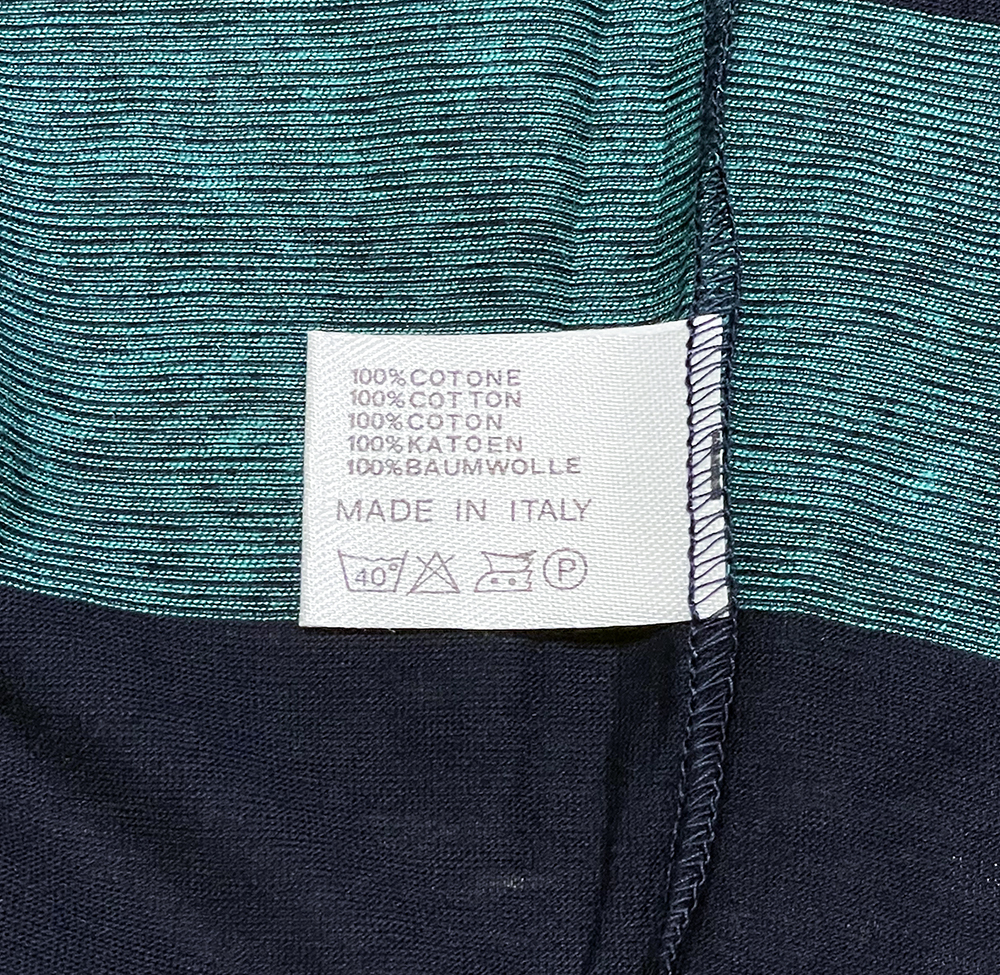 100%COTONE
100%COTTON
100%COTON
100%KATOEN
100%BAUMWOLLE
MADE IN ITALY
40° P